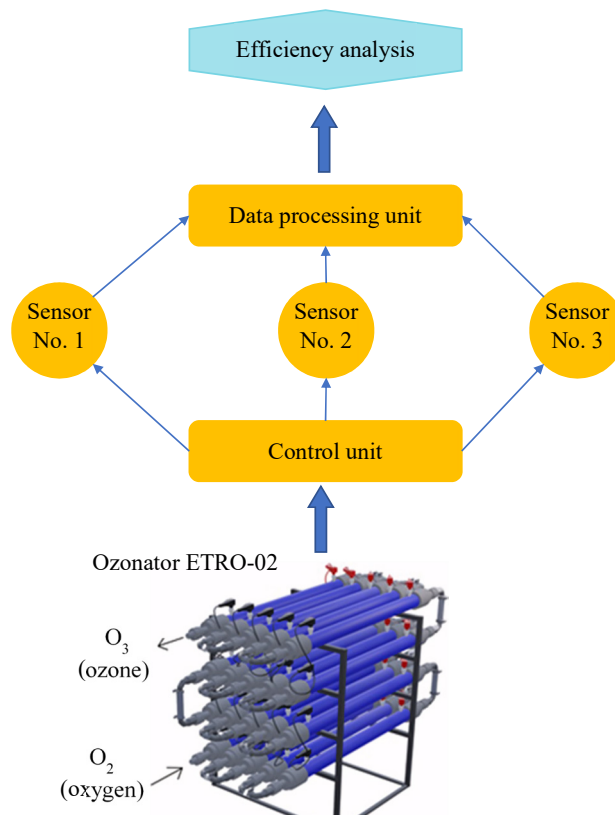 Efficiency analysis
Data processing unit
Sensor
No. 1
Sensor
No. 2
Sensor
No. 3
Control unit
Ozonator ETRO-02
O₃
(ozone)
O₂
(oxygen)